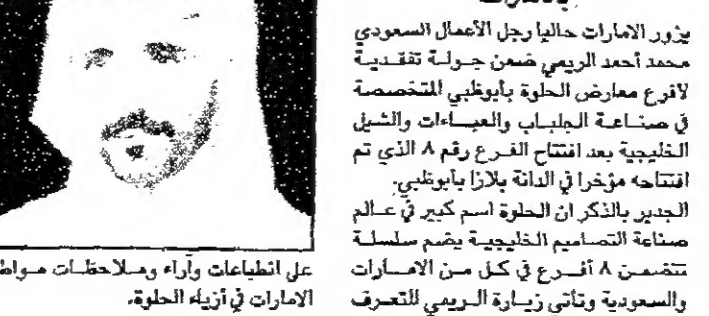 بالامارات
يزور الامارات حاليا رجل الأعمال السعودي
محمد أحمد الريمي ضمن جولة تفقدية
لافرع معارض الحلوة بأبوظبي المتخصصة
في صناعة الجلباب والعباءات والشيل
الخليجية بعد افتتاح الفرع رقم ٨ الذي تم
افتتاحه مؤخرا في الدانة بلازا بأبوظبي.
الجدير بالذكر ان الحلوة اسم كبير في عالم
صناعة التصاميم الخليجية يضم سلسلة
تتضمن ٨ أفرع في كل من الامارات
والسعودية وتأتي زيارة الريمي للتعرف
على انطباعات وآراء وملاحظات مواط
الامارات في أزياء الحلوة.